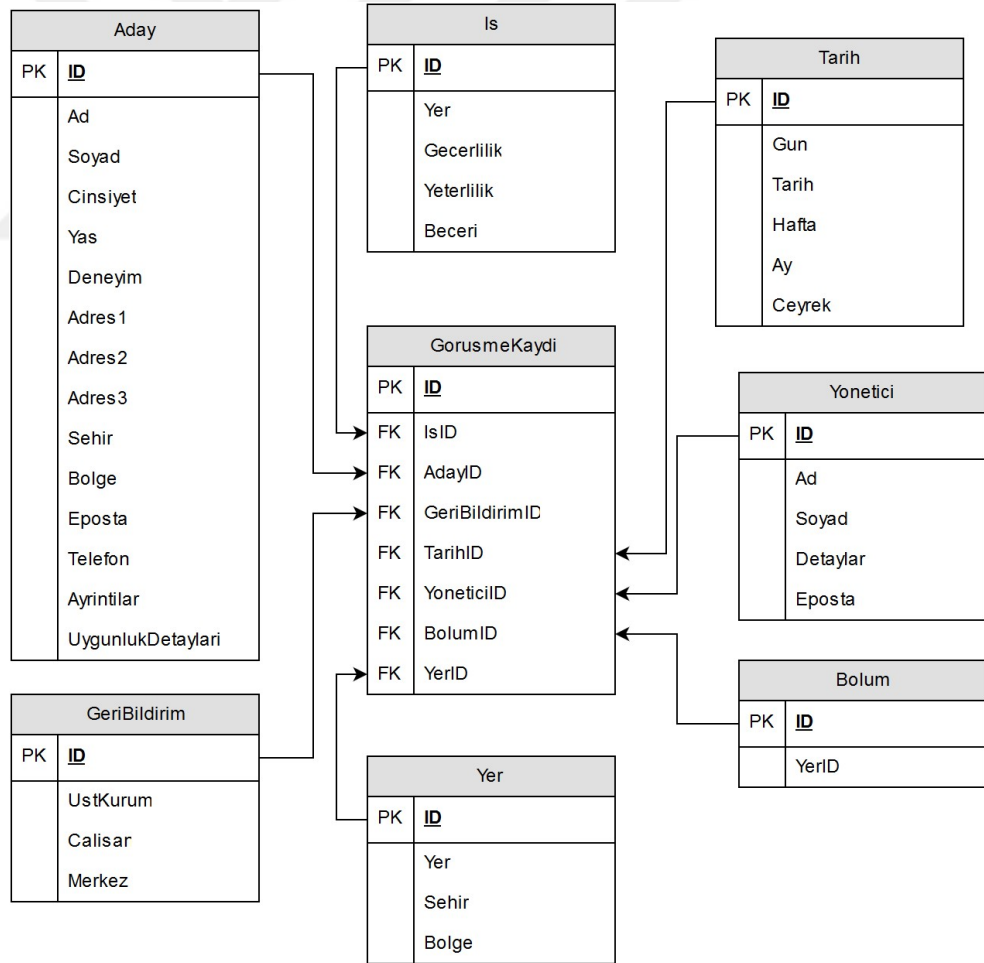 Aday
PK ID
Ad
Soyad
Cinsiyet
Yas
Deneyim
Adres1
Adres2
Adres3
Sehir
Bolge
Eposta
Telefon
Ayrintilar
UygunlukDetaylari
Is
PK ID
Yer
Gecerlilik
Yeterlilik
Beceri
Tarih
PK ID
Gun
Tarih
Hafta
Ay
Ceyrek
GorusmeKaydi
PK ID
FK IsID
FK AdayID
FK GeriBildirimID
FK TarihID
FK YoneticiID
FK BolumID
FK YerID
Yonetici
PK ID
Ad
Soyad
Detaylar
Eposta
Bolum
PK ID
YerID
GeriBildirim
PK ID
UstKurum
Calisan
Merkez
Yer
PK ID
Yer
Sehir
Bolge